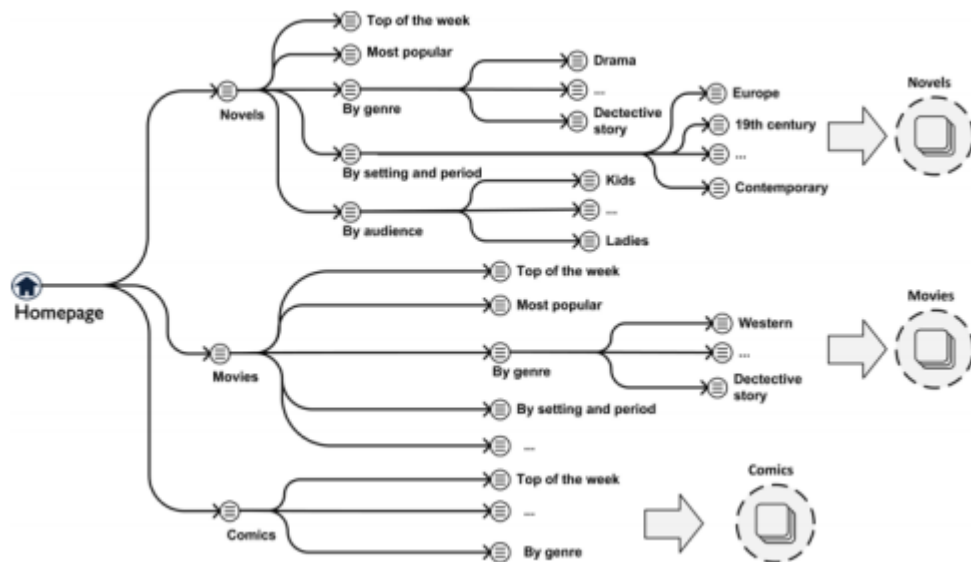 Top of the week
Most popular
Drama
...
Dectective
story
By genre
Novels
Europe
19th century
...
Contemporary
By setting and period
Kids
...
Ladies
By audience
Novels
Homepage
Top of the week
Most popular
Western
...
Dectective
story
By genre
Movies
By setting and period
...
Movies
Top of the week
...
By genre
Comics
Comics